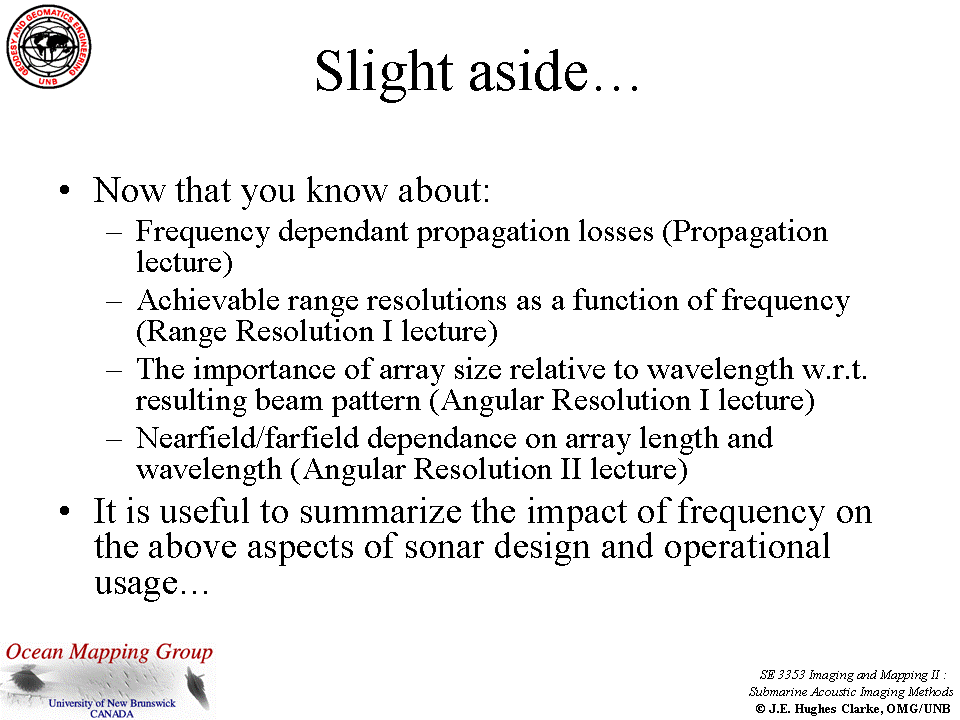 GEODESY AND GEOMATICS ENGINEERING
UNB
Slight aside…
• Now that you know about:
– Frequency dependant propagation losses (Propagation
lecture)
– Achievable range resolutions as a function of frequency
(Range Resolution I lecture)
– The importance of array size relative to wavelength w.r.t.
resulting beam pattern (Angular Resolution I lecture)
– Nearfield/farfield dependance on array length and
wavelength (Angular Resolution II lecture)
• It is useful to summarize the impact of frequency on
the above aspects of sonar design and operational
usage…
Ocean Mapping Group
University of New Brunswick
CANADA
SE 3353 Imaging and Mapping II :
Submarine Acoustic Imaging Methods
© J.E. Hughes Clarke, OMG/UNB